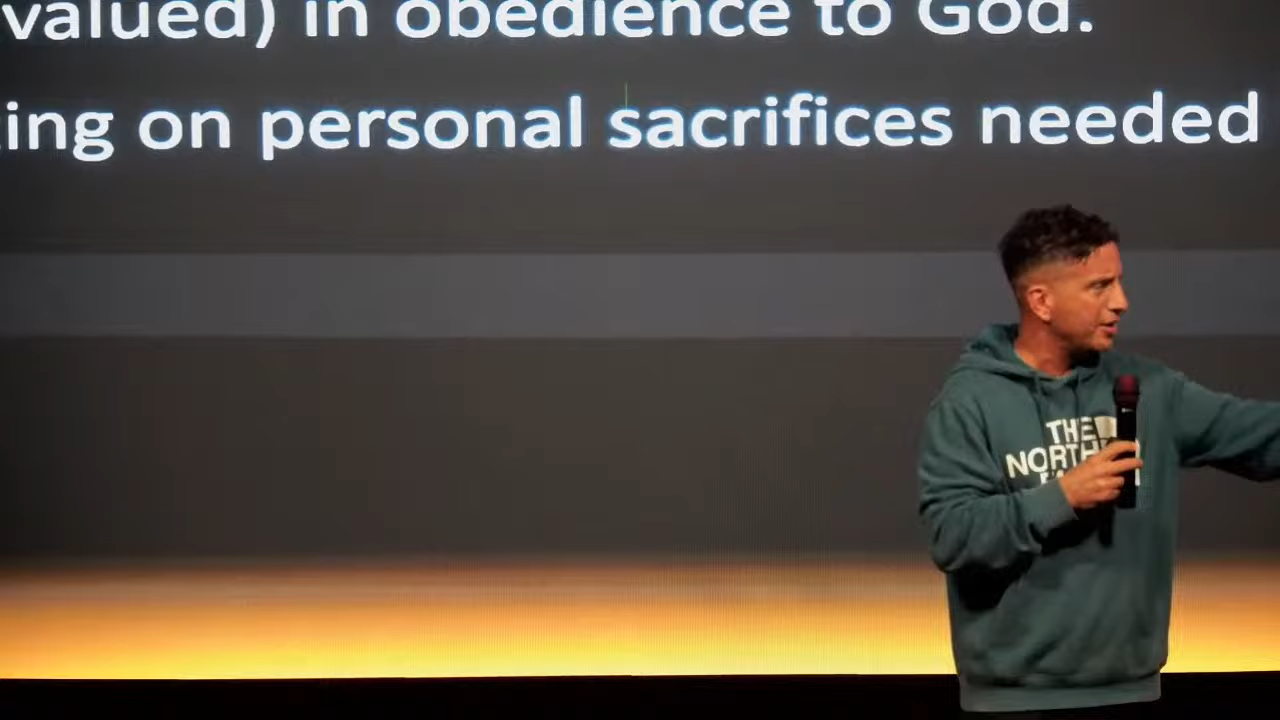 valued) in obedience to God.
ing on personal sacrifices needed
THE
NORTH